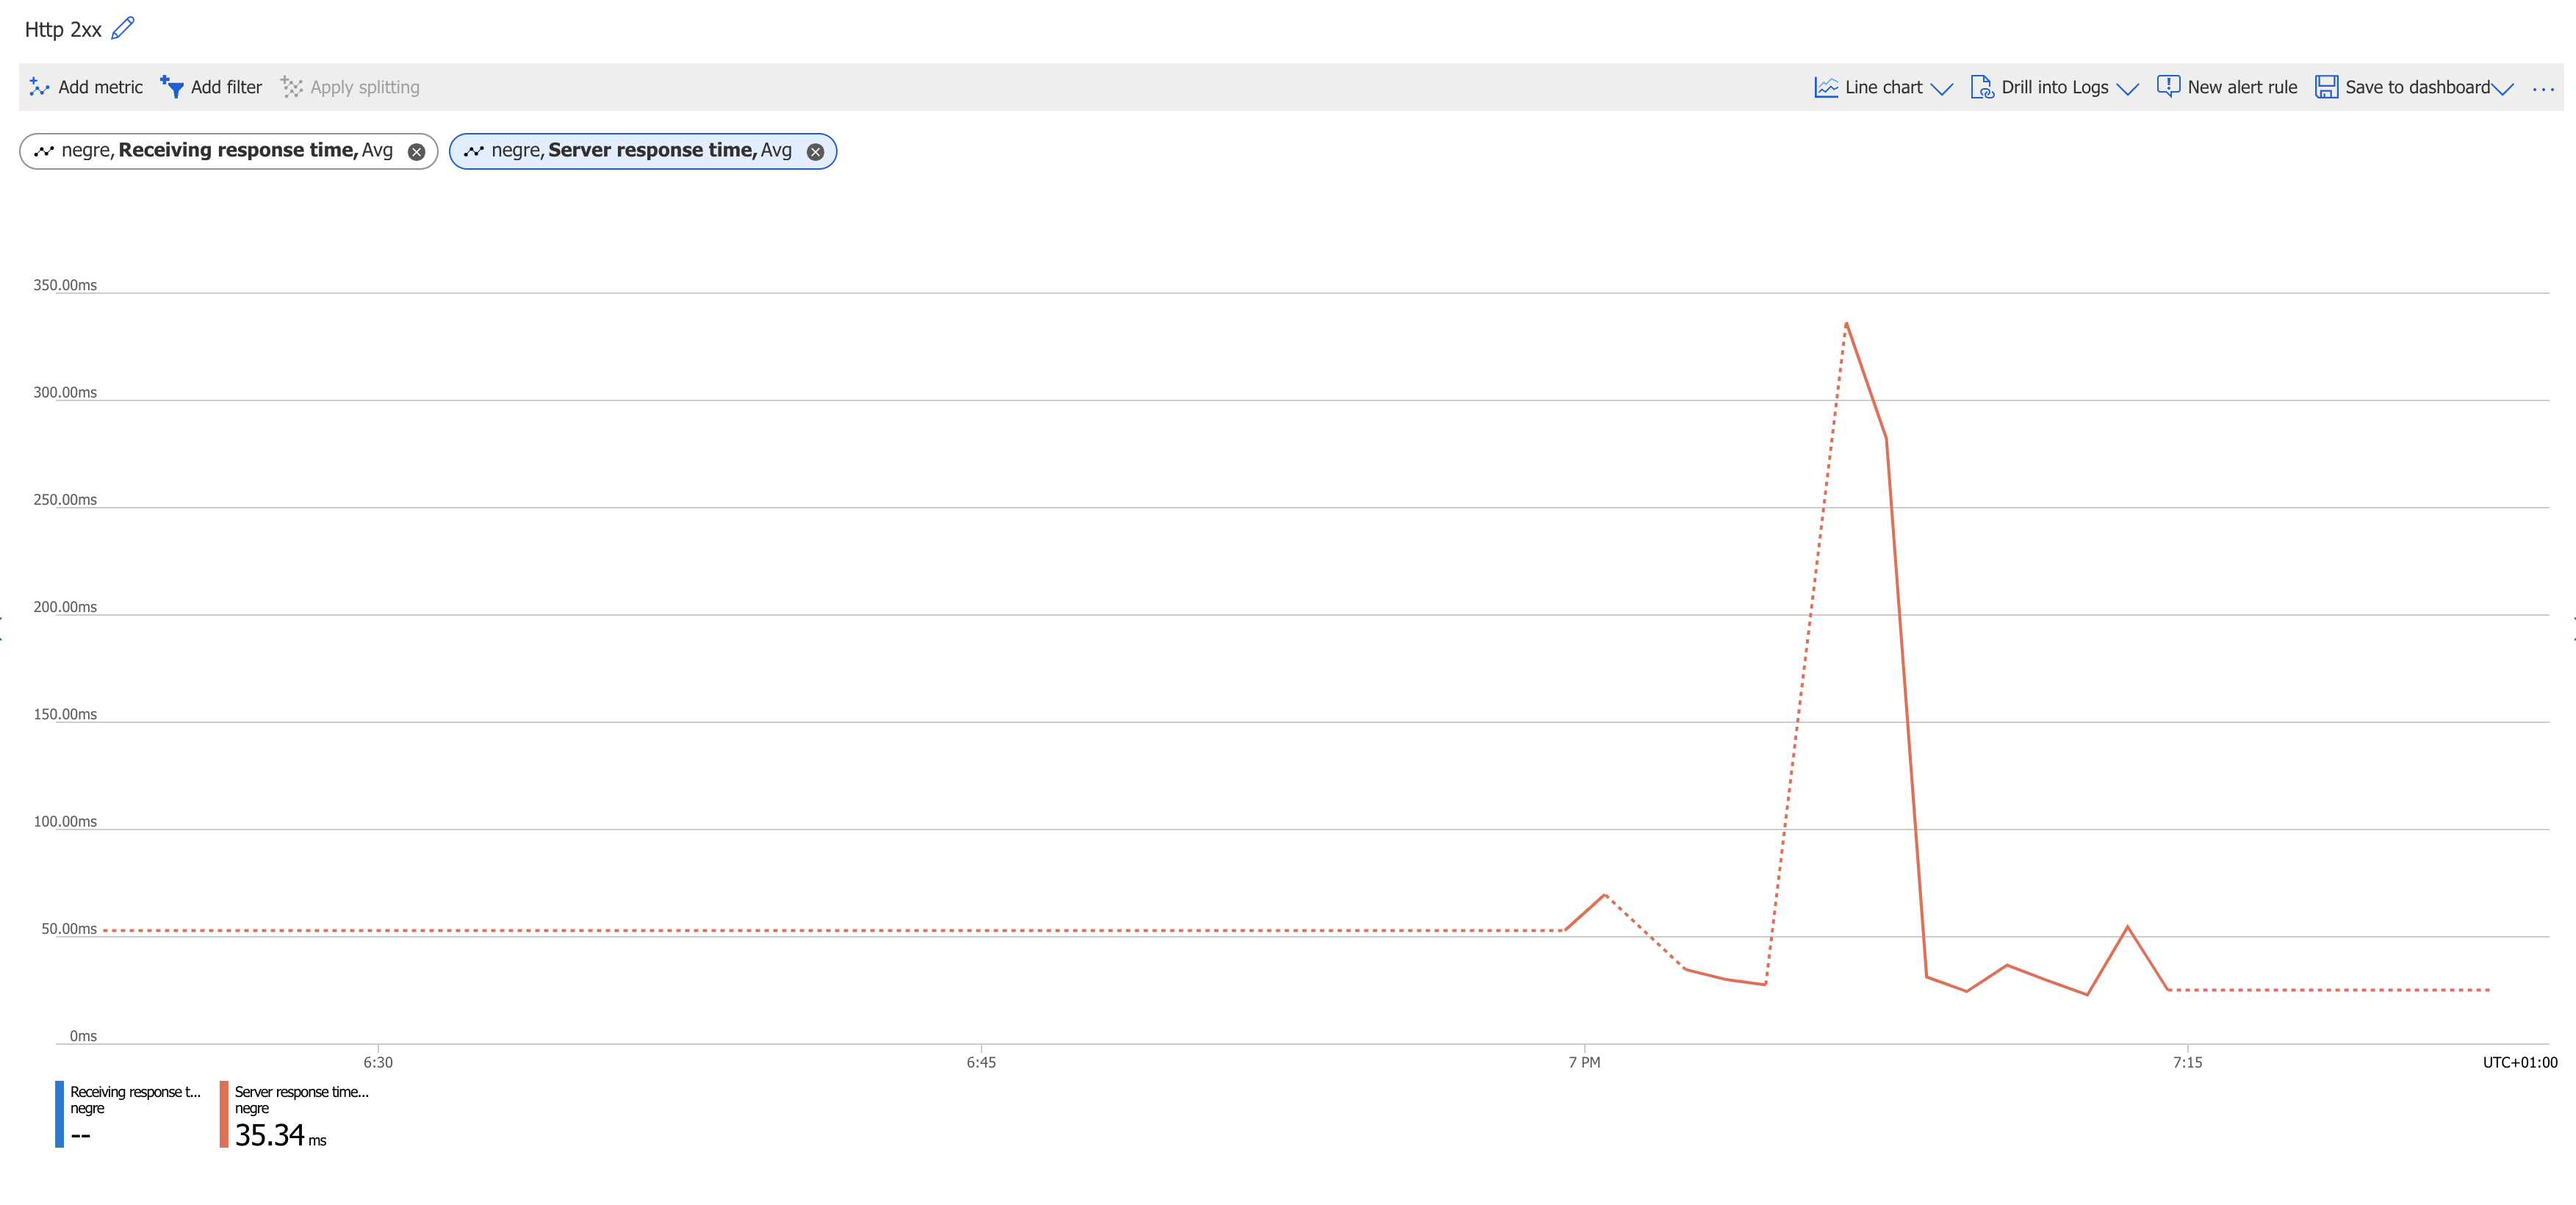 Http 2xx
Add metric Add filter Apply splitting Line chart Drill into Logs New alert rule Save to dashboard ...
negre, Receiving response time, Avg negre, Server response time, Avg
350.00ms
300.00ms
250.00ms
200.00ms
150.00ms
100.00ms
50.00ms
0ms
6:30 6:45 7 PM 7:15 UTC+01:00
Receiving response t... Server response time...
negre negre
-- 35.34 ms